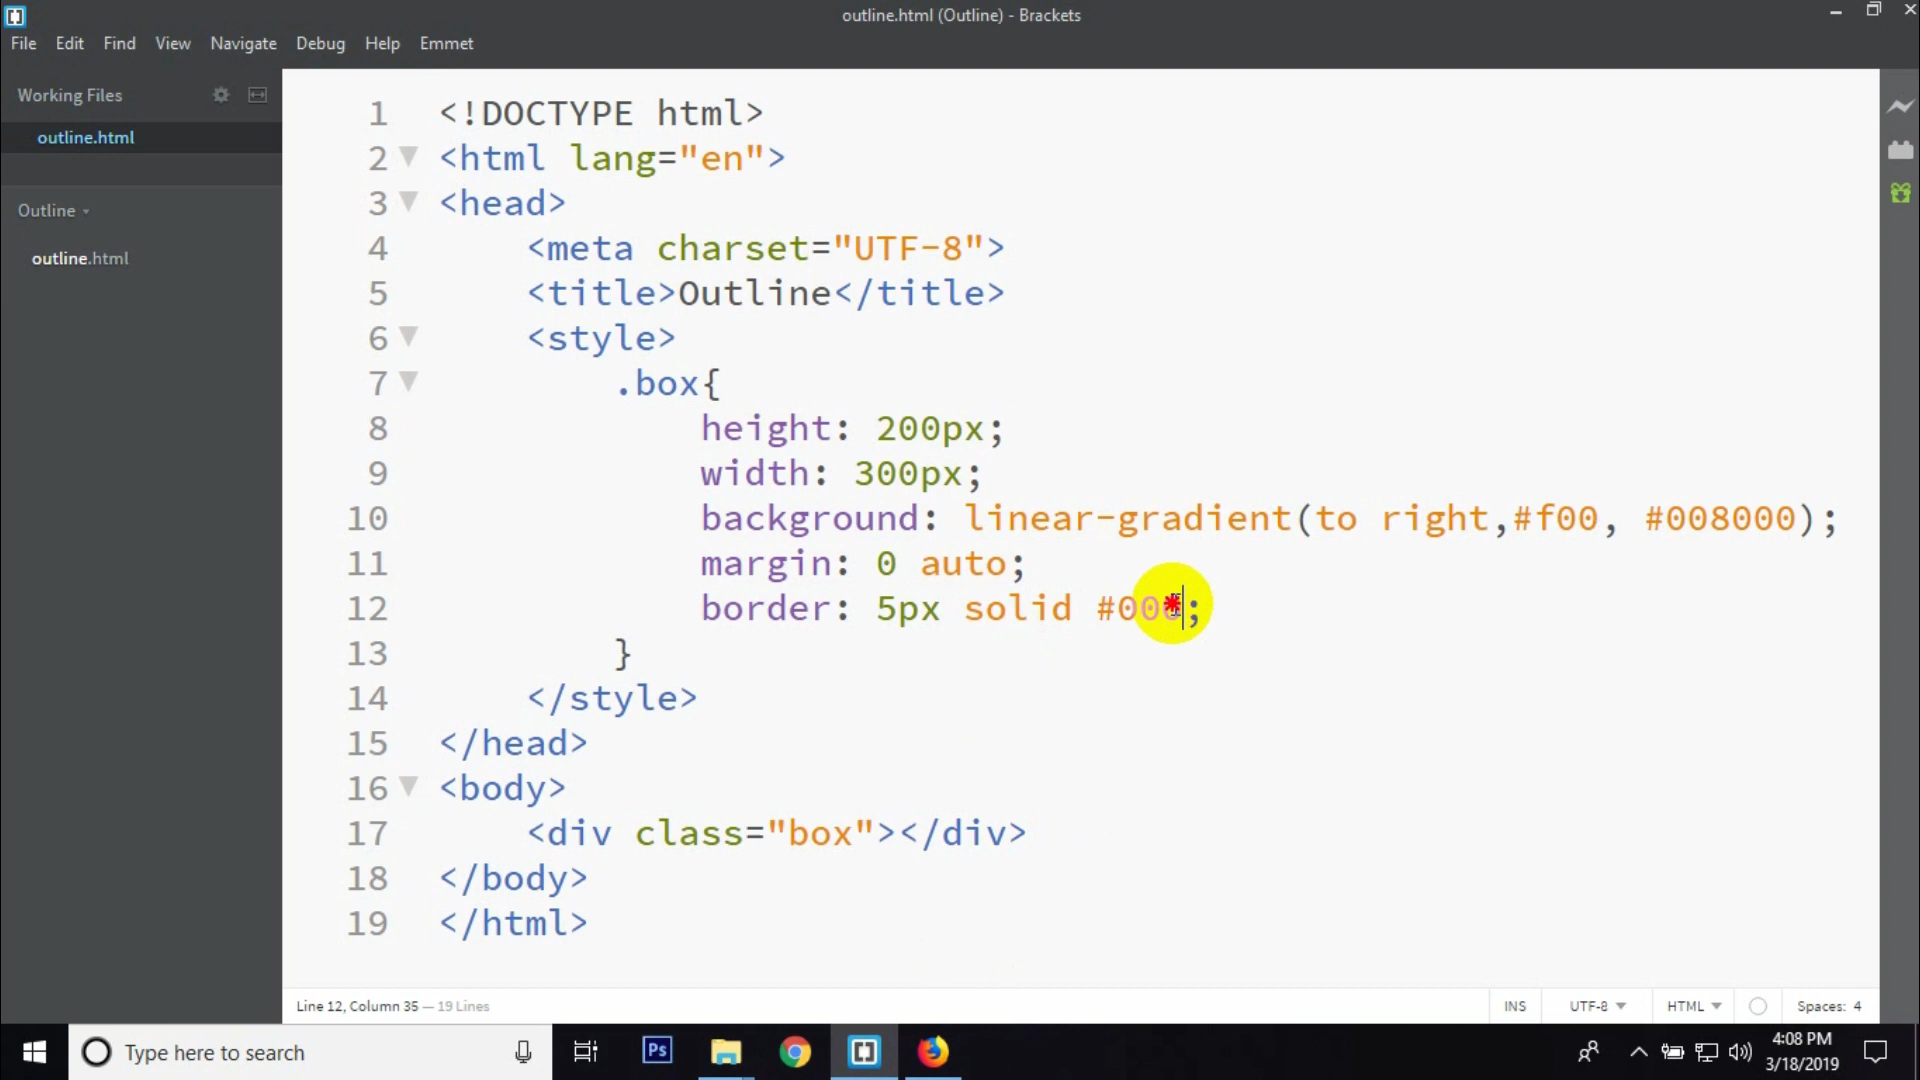 outline.html (Outline) - Brackets
File Edit Find View Navigate Debug Help Emmet
Working Files
outline.html
Outline
outline.html
1 <!DOCTYPE html>
2 <html lang="en">
3 <head>
4 <meta charset="UTF-8">
5 <title>Outline</title>
6 <style>
7 .box{
8 height: 200px;
9 width: 300px;
10 background: linear-gradient(to right,#f00, #008000);
11 margin: 0 auto;
12 border: 5px solid #000;
13 }
14 </style>
15 </head>
16 <body>
17 <div class="box"></div>
18 </body>
19 </html>
Line 12, Column 35 — 19 Lines
INS UTF-8 HTML Spaces: 4
Type here to search
Ps
4:08 PM
3/18/2019